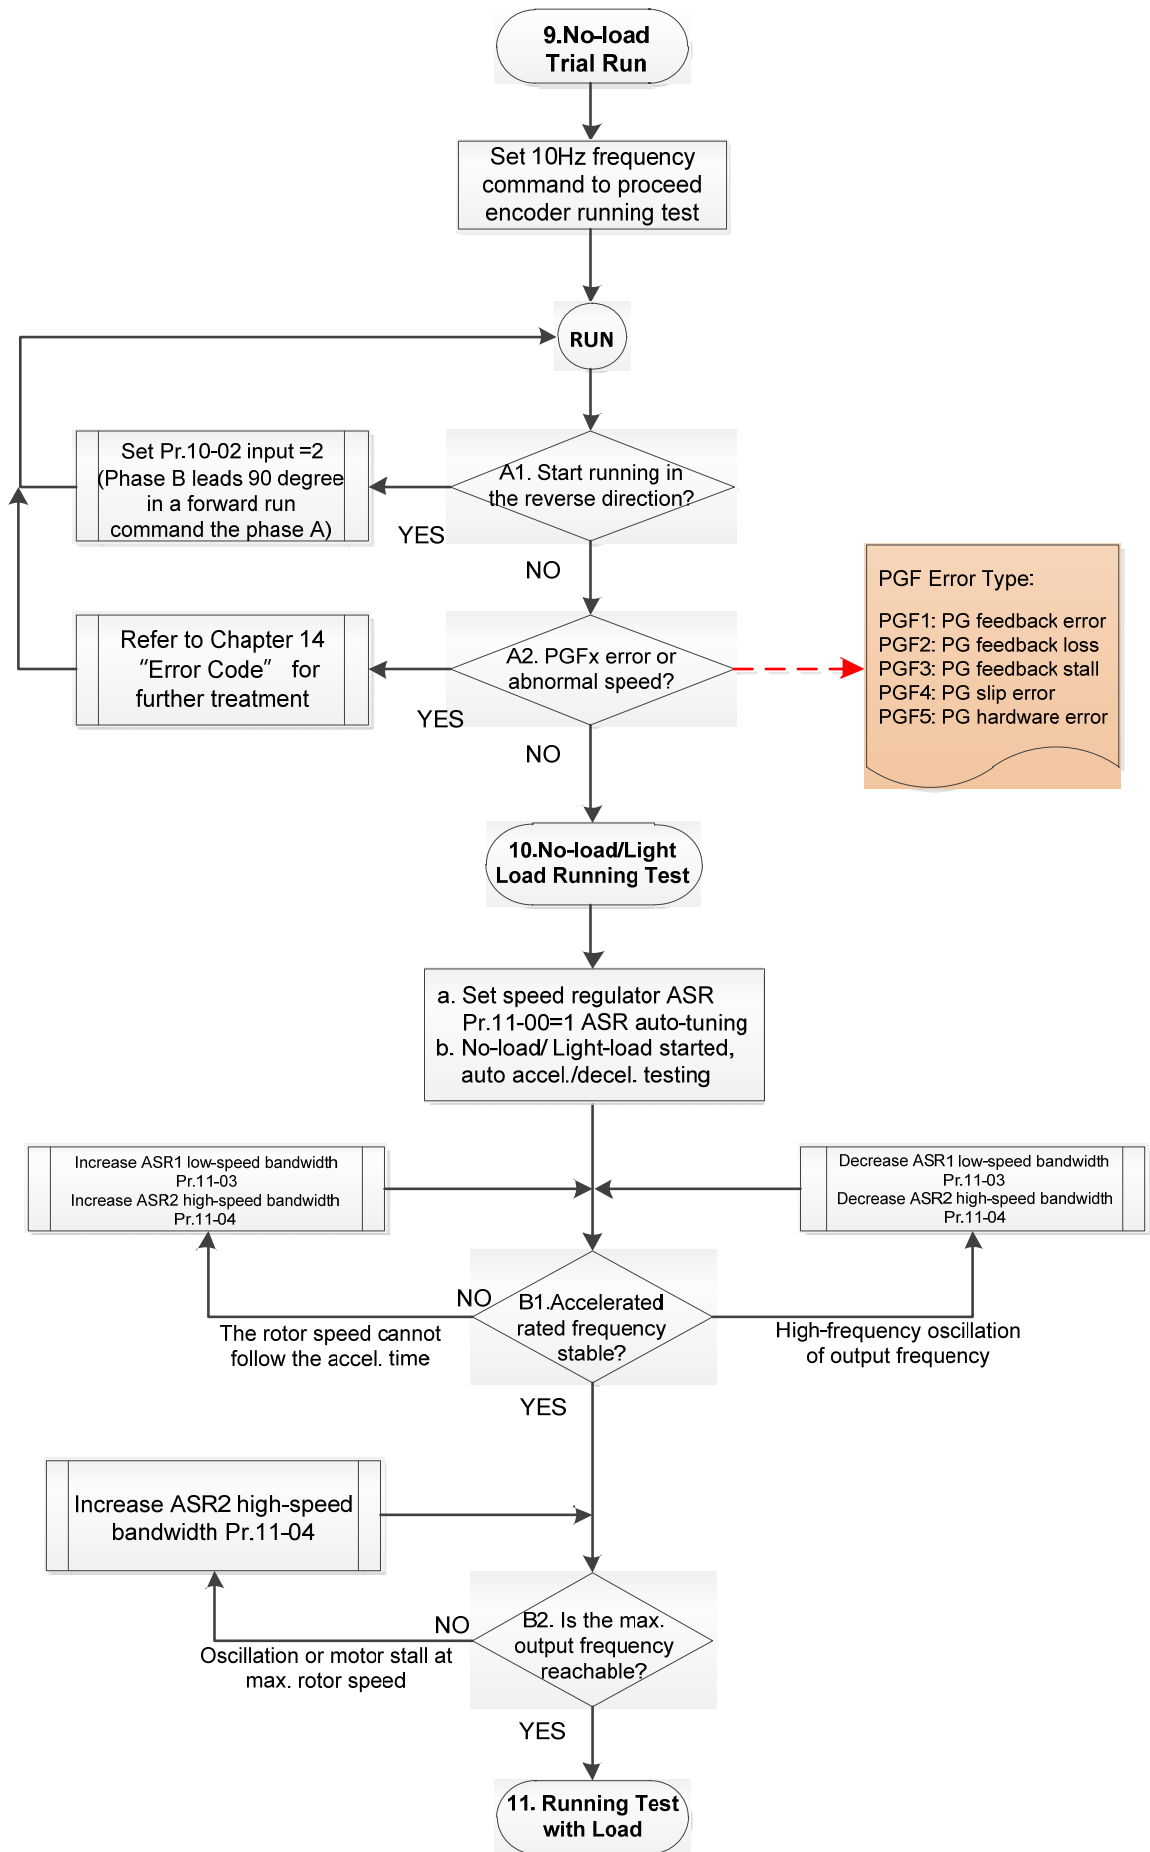 9.No-load
Trial Run
Set 10Hz frequency
command to proceed
encoder running test
RUN
Set Pr.10-02 input =2
(Phase B leads 90 degree
in a forward run
command the phase A)
A1. Start running in
the reverse direction?
YES
NO
Refer to Chapter 14
“Error Code” for
further treatment
A2. PGFx error or
abnormal speed?
YES
NO
PGF Error Type:
PGF1: PG feedback error
PGF2: PG feedback loss
PGF3: PG feedback stall
PGF4: PG slip error
PGF5: PG hardware error
10.No-load/Light
Load Running Test
a. Set speed regulator ASR
Pr.11-00=1 ASR auto-tuning
b. No-load/ Light-load started,
auto accel./decel. testing
Increase ASR1 low-speed bandwidth
Pr.11-03
Increase ASR2 high-speed bandwidth
Pr.11-04
Decrease ASR1 low-speed bandwidth
Pr.11-03
Decrease ASR2 high-speed bandwidth
Pr.11-04
NO
B1.Accelerated
rated frequency
stable?
The rotor speed cannot
follow the accel. time
High-frequency oscillation
of output frequency
YES
Increase ASR2 high-speed
bandwidth Pr.11-04
NO
B2. Is the max.
output frequency
reachable?
Oscillation or motor stall at
max. rotor speed
YES
11. Running Test
with Load